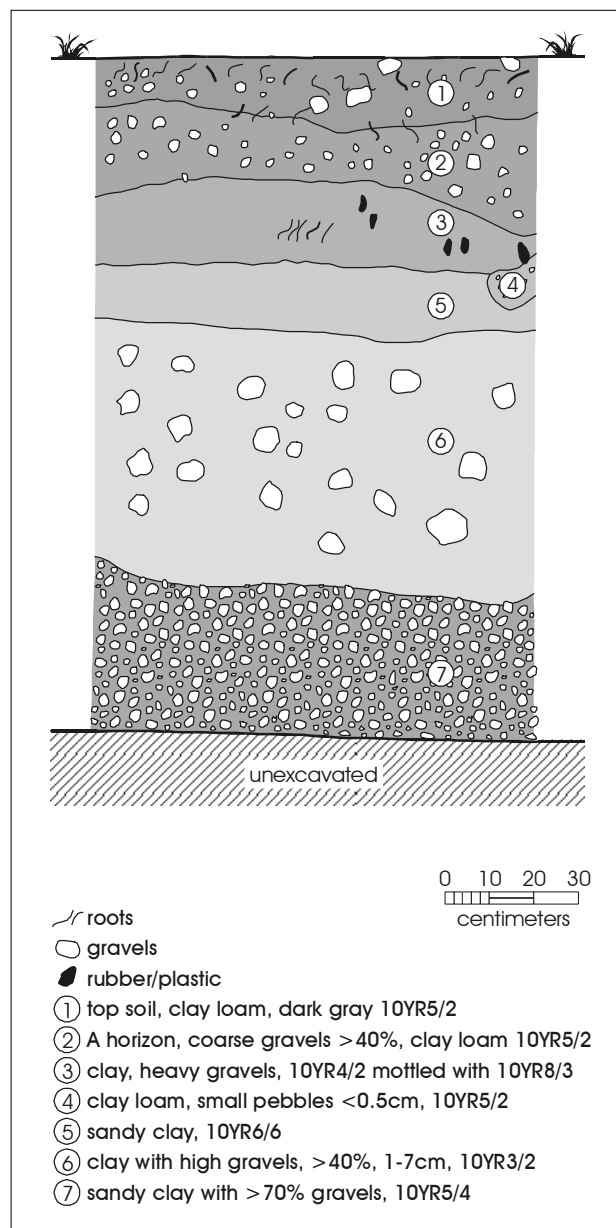 1
2
3
4
5
6
7
unexcavated
0 10 20 30
centimeters
roots
gravels
rubber/plastic
1 top soil, clay loam, dark gray 10YR5/2
2 A horizon, coarse gravels >40%, clay loam 10YR5/2
3 clay, heavy gravels, 10YR4/2 mottled with 10YR8/3
4 clay loam, small pebbles <0.5cm, 10YR5/2
5 sandy clay, 10YR6/6
6 clay with high gravels, >40%, 1-7cm, 10YR3/2
7 sandy clay with >70% gravels, 10YR5/4